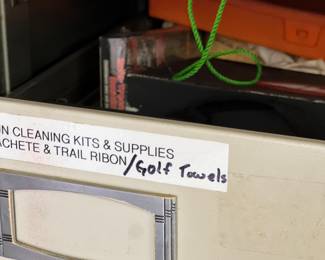 ON CLEANING KITS & SUPPLIES
ACHETE & TRAIL RIBON/Golf Towels